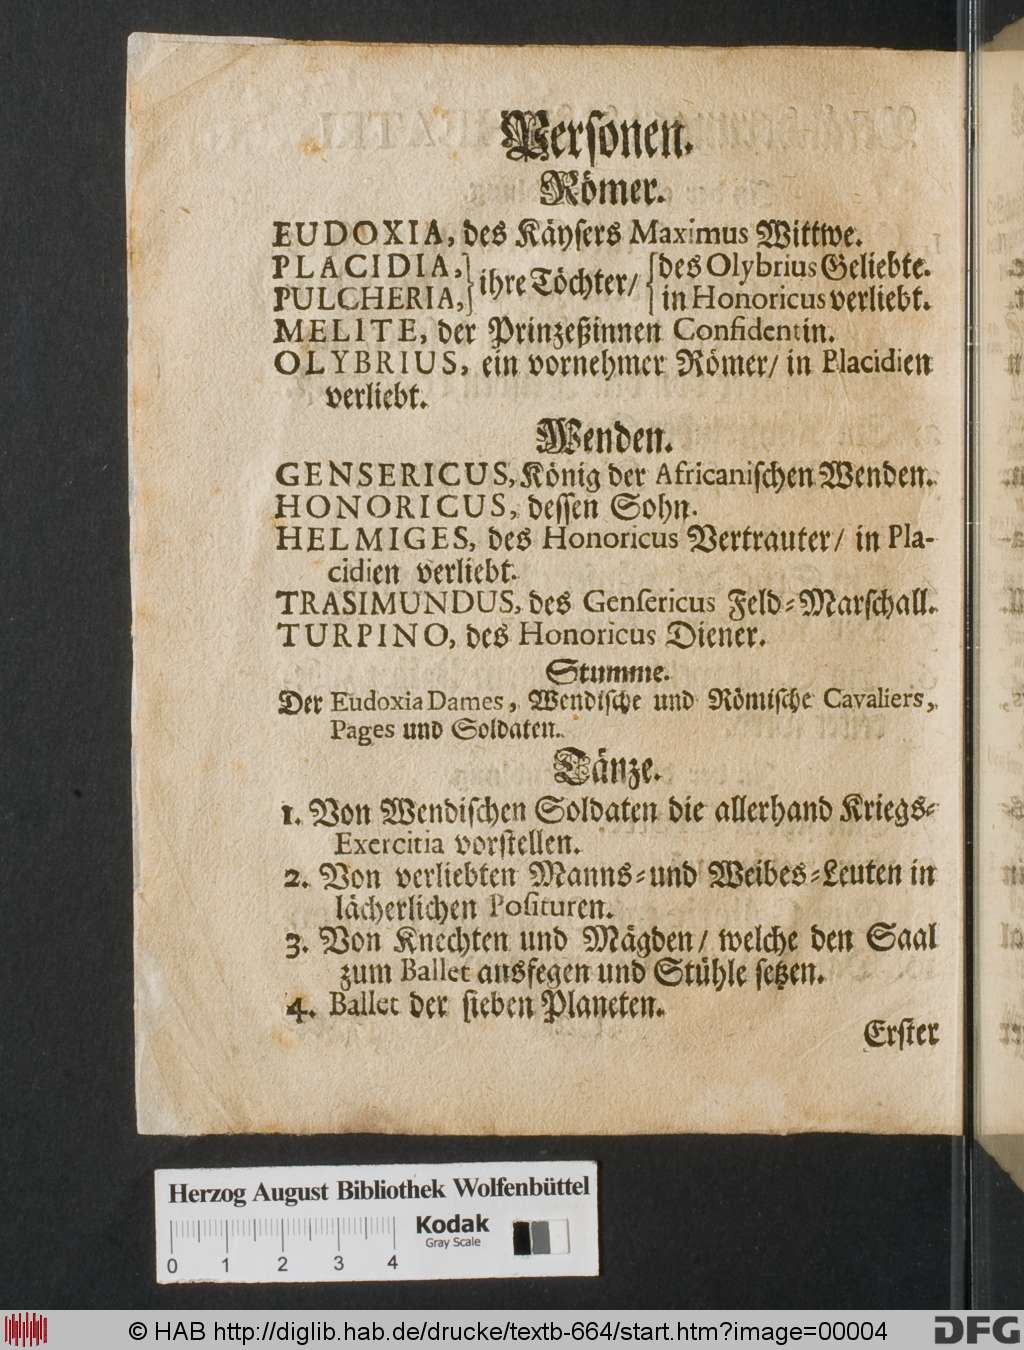 Personen.
Römer.
EUDOXIA, des Käysers Maximus Wittwe.
PLACIDIA,} ihre Töchter/ {des Olybrius Geliebte.
PULCHERIA,} {in Honoricus verliebt.
MELITE, der Prinzeßinnen Confidentin.
OLYBRIUS, ein vornehmer Römer/ in Placidien
verliebt.
Wenden.
GENSERICUS, König der Africanischen Wenden.
HONORICUS, dessen Sohn.
HELMIGES, des Honoricus Vertrauter/ in Pla-
cidien verliebt.
TRASIMUNDUS, des Gensericus Feld-Marschall.
TURPINO, des Honoricus Diener.
Stumme.
Der Eudoxia Dames, Wendische und Römische Cavaliers,
Pages und Soldaten.
Tänze.
1. Von Wendischen Soldaten die allerhand Kriegs-
Exercitia vorstellen.
2. Von verliebten Manns-und Weibes-Leuten in
lächerlichen Posituren.
3. Von Knechten und Mägden/ welche den Saal
zum Ballet ausfegen und Stühle setzen.
4. Ballet der sieben Planeten.
Erster
Herzog August Bibliothek Wolfenbüttel
Kodak
Gray Scale
0 1 2 3 4
© HAB http://diglib.hab.de/drucke/textb-664/start.htm?image=00004
DFG